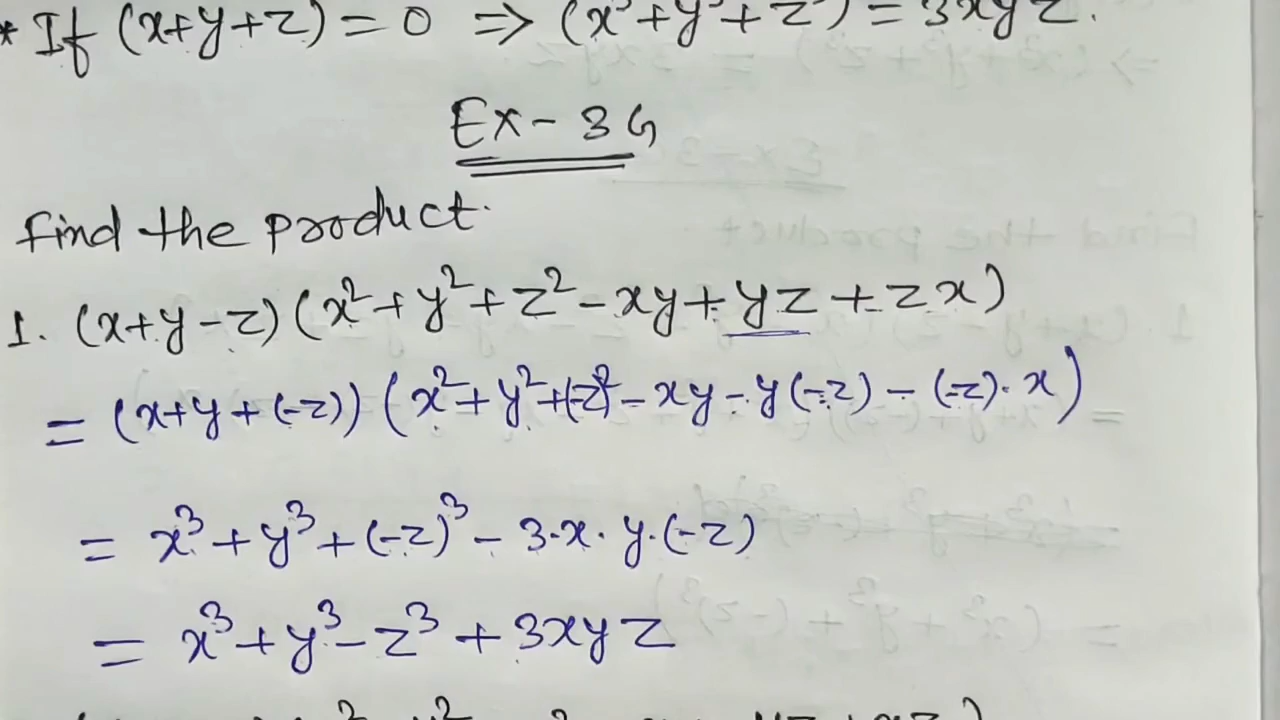 * If (x+y+z) = 0 ⇒ (x³+y³+z³) = 3xyz.
Ex - 3G
Find the product.
1. (x+y-z)(x²+y²+z²-xy+yz+zx)
= (x+y+(-z))(x²+y²+(-z)²-xy-y(-z)-(-z)·x)
= x³+y³+(-z)³-3·x·y·(-z)
= x³+y³-z³+3xyz